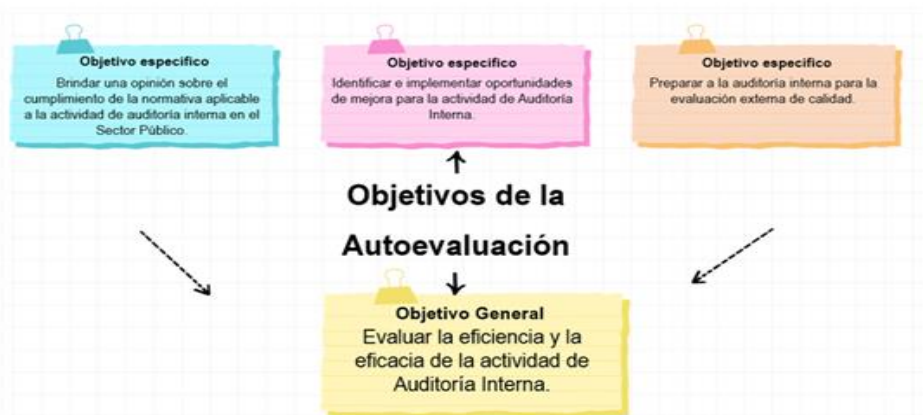 Objetivo específico
Brindar una opinión sobre el
cumplimiento de la normativa aplicable
a la actividad de auditoría interna en el
Sector Público.
Objetivo específico
Identificar e implementar oportunidades
de mejora para la actividad de Auditoría
Interna.
Objetivo específico
Preparar a la auditoría interna para la
evaluación externa de calidad.
Objetivos de la
Autoevaluación
Objetivo General
Evaluar la eficiencia y la
eficacia de la actividad de
Auditoría Interna.